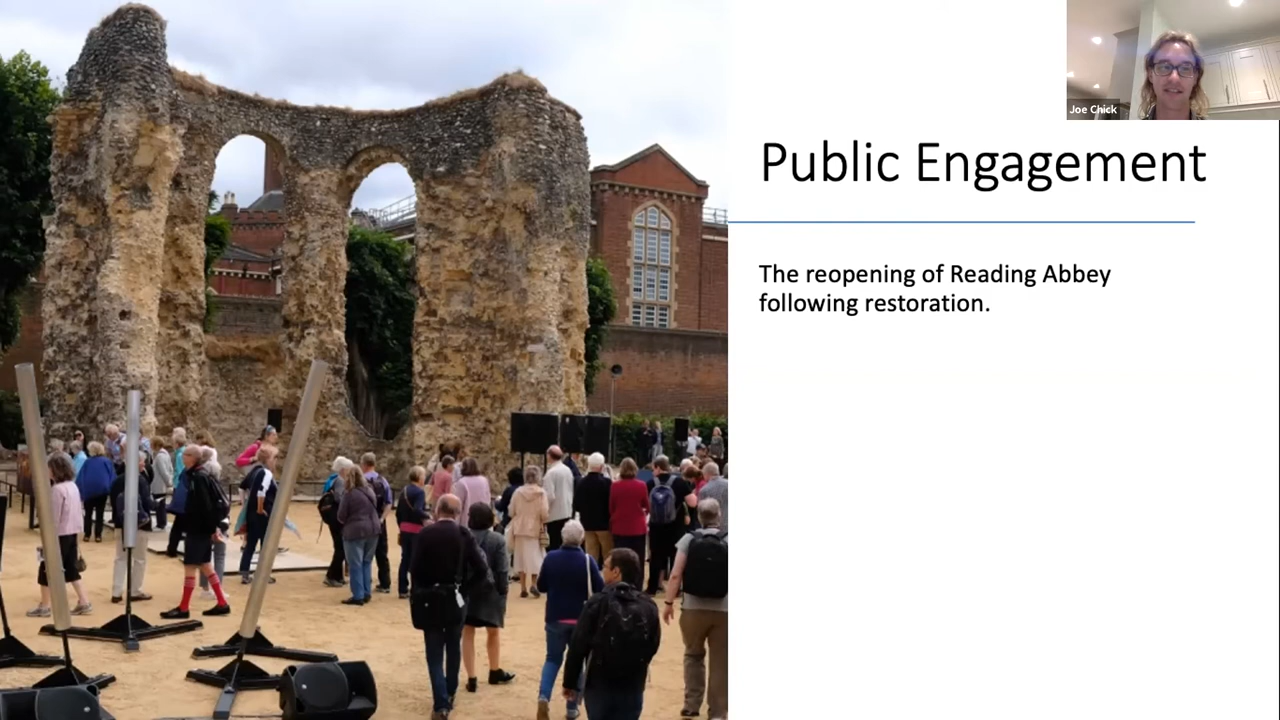 Joe Chick
Public Engagement
The reopening of Reading Abbey
following restoration.